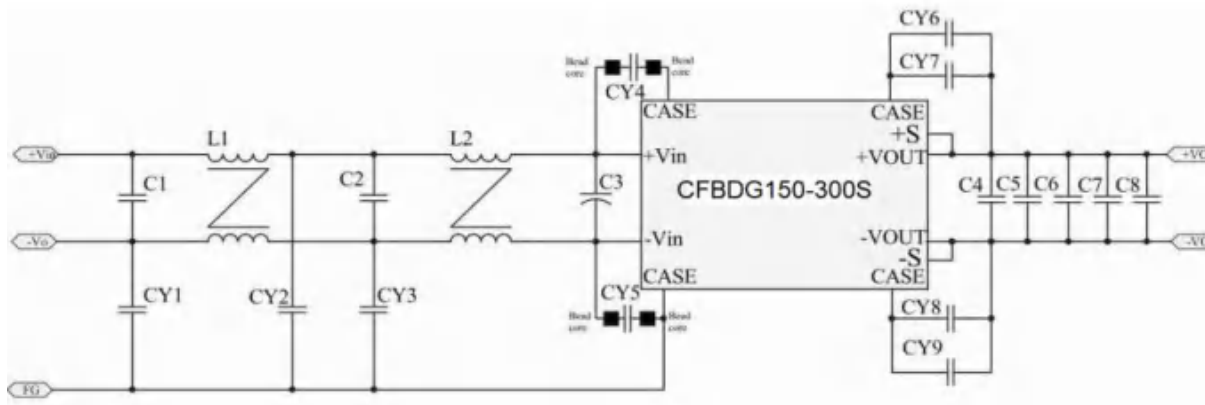 CY6
Bead
core
Bead
core
CY7
CY4
CASE
CASE
+S
L1
L2
+Vin
+Vin
+VOUT
+VO
C1
C2
C3
CFBDG150-300S
C4
C5
C6
C7
C8
-Vo
-Vin
-VOUT
-VO
-S
CASE
CASE
CY1
CY2
CY3
CY5
Bead
core
Bead
core
CY8
CY9
FG